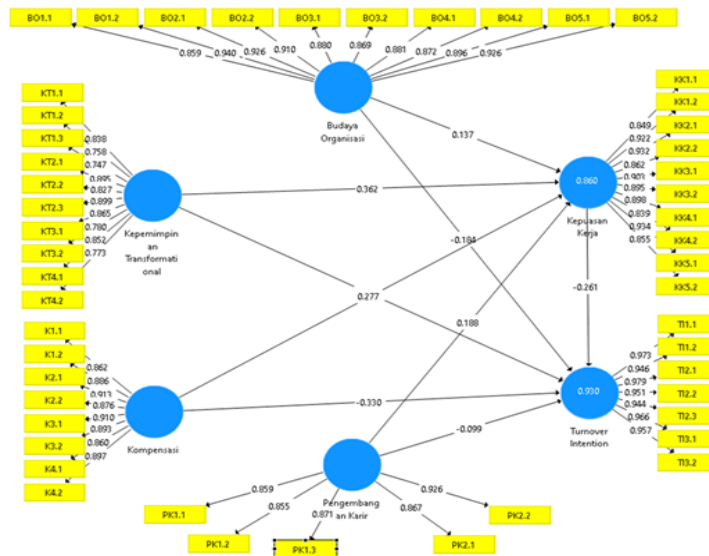 BO1.1
BO1.2
BO2.1
BO2.2
BO3.1
BO3.2
BO4.1
BO4.2
BO5.1
BO5.2
0.859
0.940
0.926
0.910
0.880
0.869
0.881
0.872
0.896
0.926
Budaya
Organisasi
KT1.1
KT1.2
KT1.3
KT2.1
KT2.2
KT2.3
KT3.1
KT3.2
KT4.1
KT4.2
0.838
0.758
0.747
0.895
0.827
0.899
0.865
0.780
0.852
0.773
Kepemimpin
an
Transformati
onal
K1.1
K1.2
K2.1
K2.2
K3.1
K3.2
K4.1
K4.2
0.862
0.886
0.913
0.876
0.910
0.893
0.860
0.897
Kompensasi
0.137
0.362
-0.184
0.277
0.188
-0.261
-0.330
-0.099
0.860
Kepuasan
Kerja
KK1.1
KK1.2
KK2.1
KK2.2
KK3.1
KK3.2
KK4.1
KK4.2
KK5.1
KK5.2
0.849
0.922
0.932
0.862
0.901
0.895
0.898
0.839
0.934
0.855
0.930
Turnover
Intention
TI1.1
TI1.2
TI2.1
TI2.2
TI2.3
TI3.1
TI3.2
0.973
0.946
0.979
0.951
0.944
0.966
0.957
Pengembang
an Karir
0.859
0.855
0.871
0.867
0.926
PK1.1
PK1.2
PK1.3
PK2.1
PK2.2